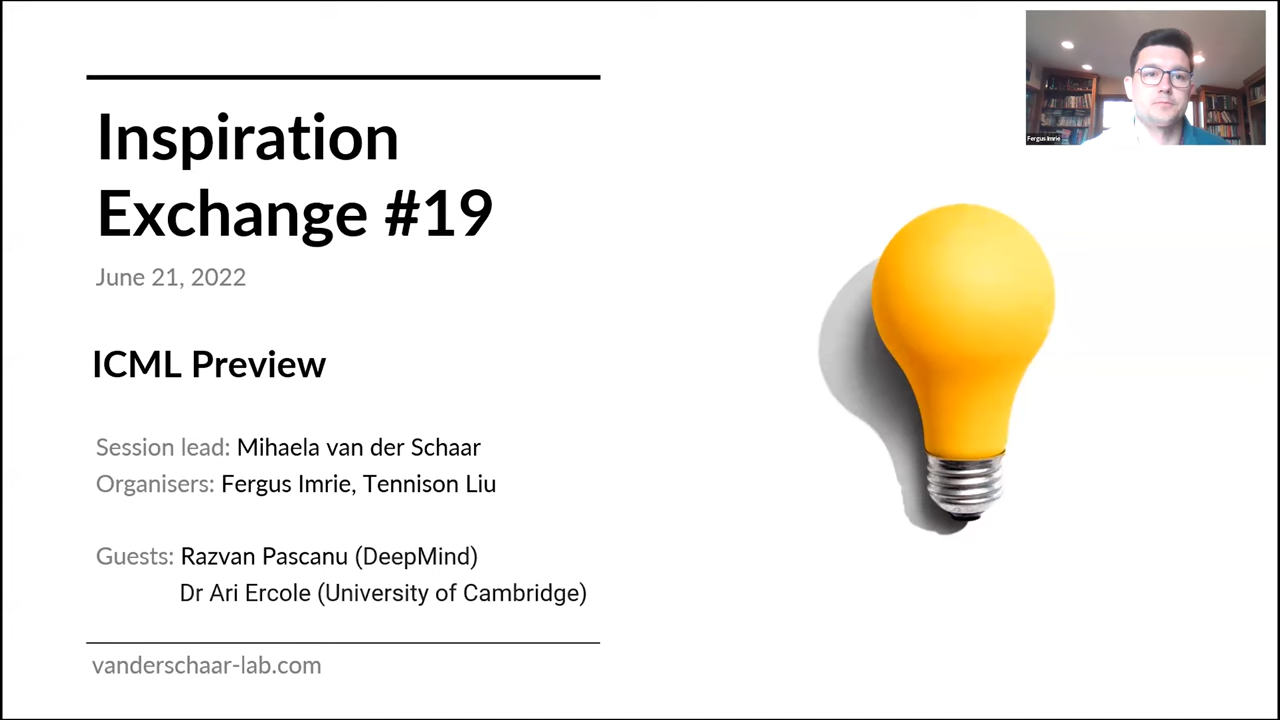 Inspiration
Exchange #19
June 21, 2022
ICML Preview
Session lead: Mihaela van der Schaar
Organisers: Fergus Imrie, Tennison Liu
Guests: Razvan Pascanu (DeepMind)
Dr Ari Ercole (University of Cambridge)
vanderschaar-lab.com
Fergus Imrie